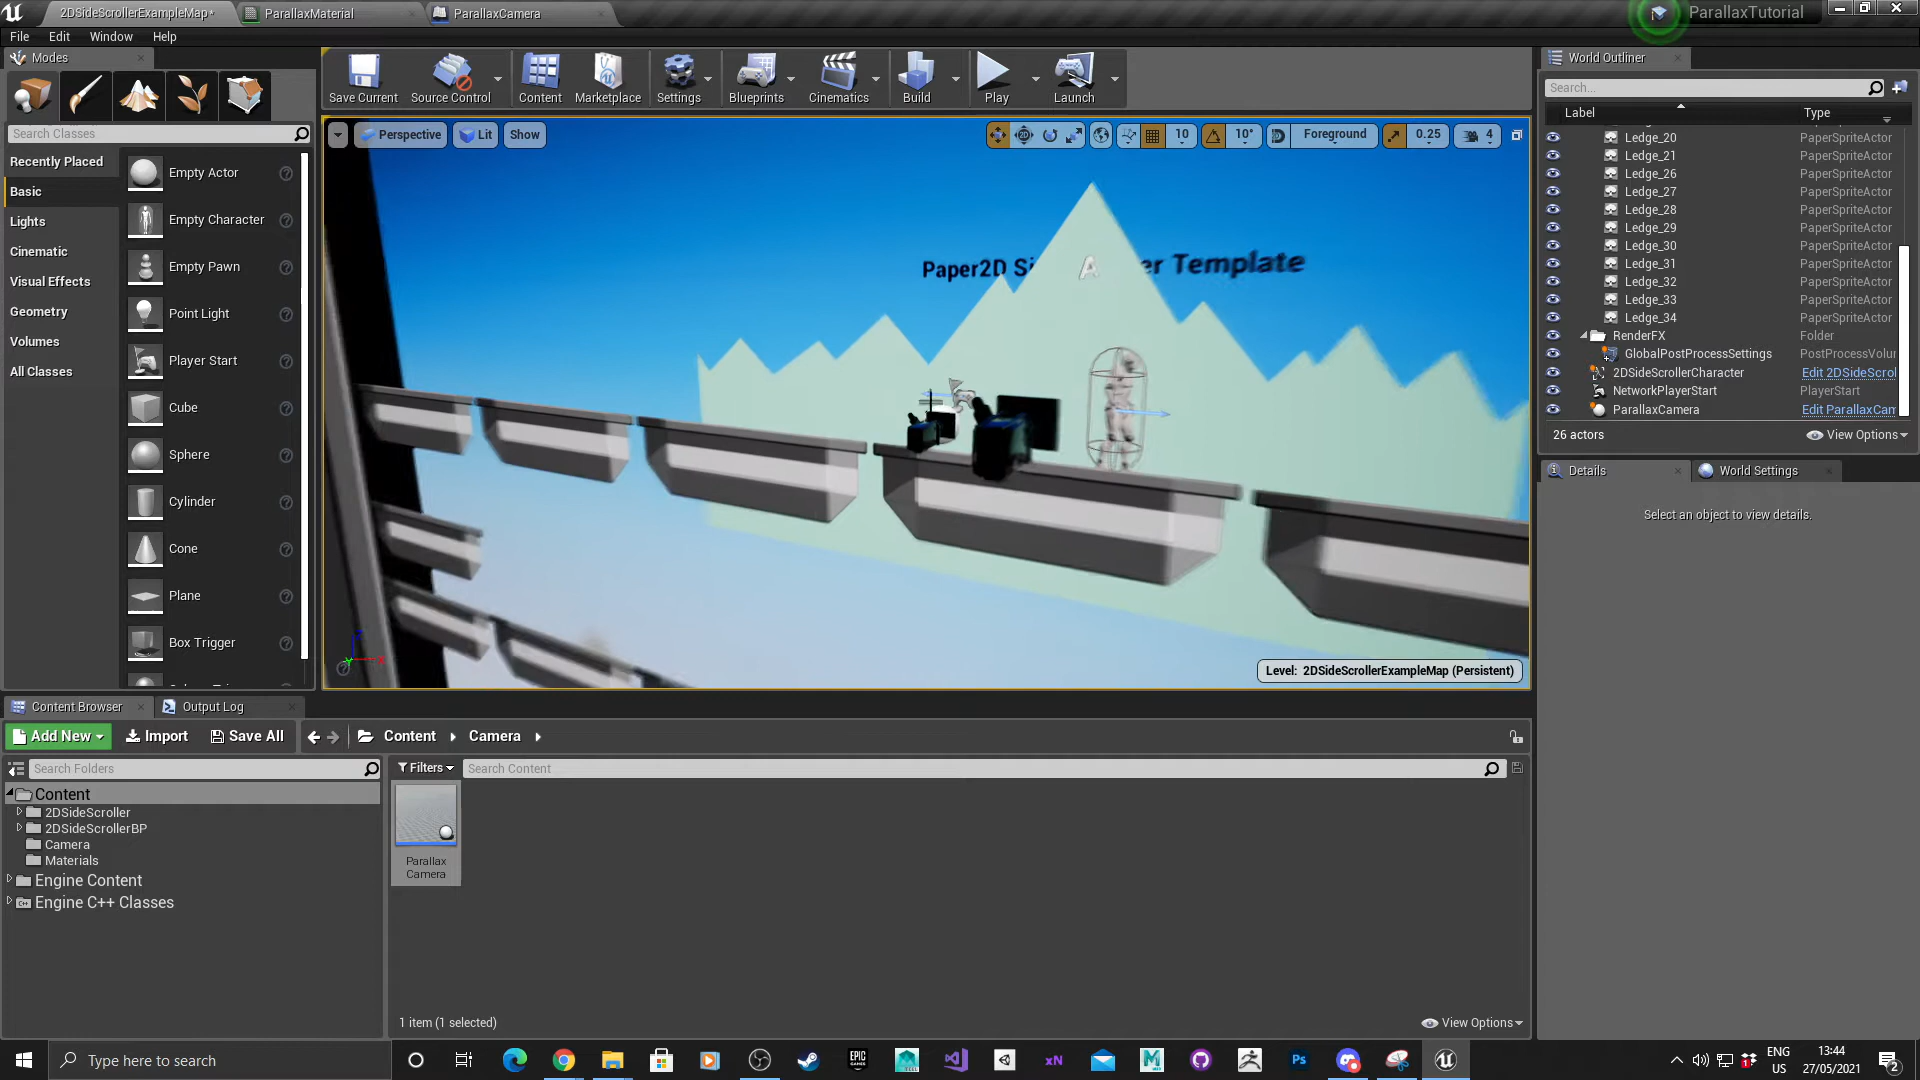 2DSideScrollerExampleMap*
ParallaxMaterial
ParallaxCamera
ParallaxTutorial
File
Edit
Window
Help
Modes
Save Current
Source Control
Content
Marketplace
Settings
Blueprints
Cinematics
Build
Play
Launch
World Outliner
Search...
Label
Type
Search Classes
Recently Placed
Basic
Lights
Cinematic
Visual Effects
Geometry
Volumes
All Classes
Empty Actor
Empty Character
Empty Pawn
Point Light
Player Start
Cube
Sphere
Cylinder
Cone
Plane
Box Trigger
Perspective
Lit
Show
10
10°
Foreground
0.25
4
Paper2D Si
er Template
Level: 2DSideScrollerExampleMap (Persistent)
Ledge_20 PaperSpriteActor
Ledge_21 PaperSpriteActor
Ledge_26 PaperSpriteActor
Ledge_27 PaperSpriteActor
Ledge_28 PaperSpriteActor
Ledge_29 PaperSpriteActor
Ledge_30 PaperSpriteActor
Ledge_31 PaperSpriteActor
Ledge_32 PaperSpriteActor
Ledge_33 PaperSpriteActor
Ledge_34 PaperSpriteActor
RenderFX Folder
GlobalPostProcessSettings PostProcessVolu
2DSideScrollerCharacter Edit 2DSideScrol
NetworkPlayerStart PlayerStart
ParallaxCamera Edit ParallaxCam
26 actors
View Options
Details
World Settings
Select an object to view details.
Content Browser
Output Log
Add New
Import
Save All
Content
Camera
Search Folders
Filters
Search Content
Content
2DSideScroller
2DSideScrollerBP
Camera
Materials
Engine Content
Engine C++ Classes
Parallax
Camera
1 item (1 selected)
View Options
Type here to search
ENG
US
13:44
27/05/2021
2